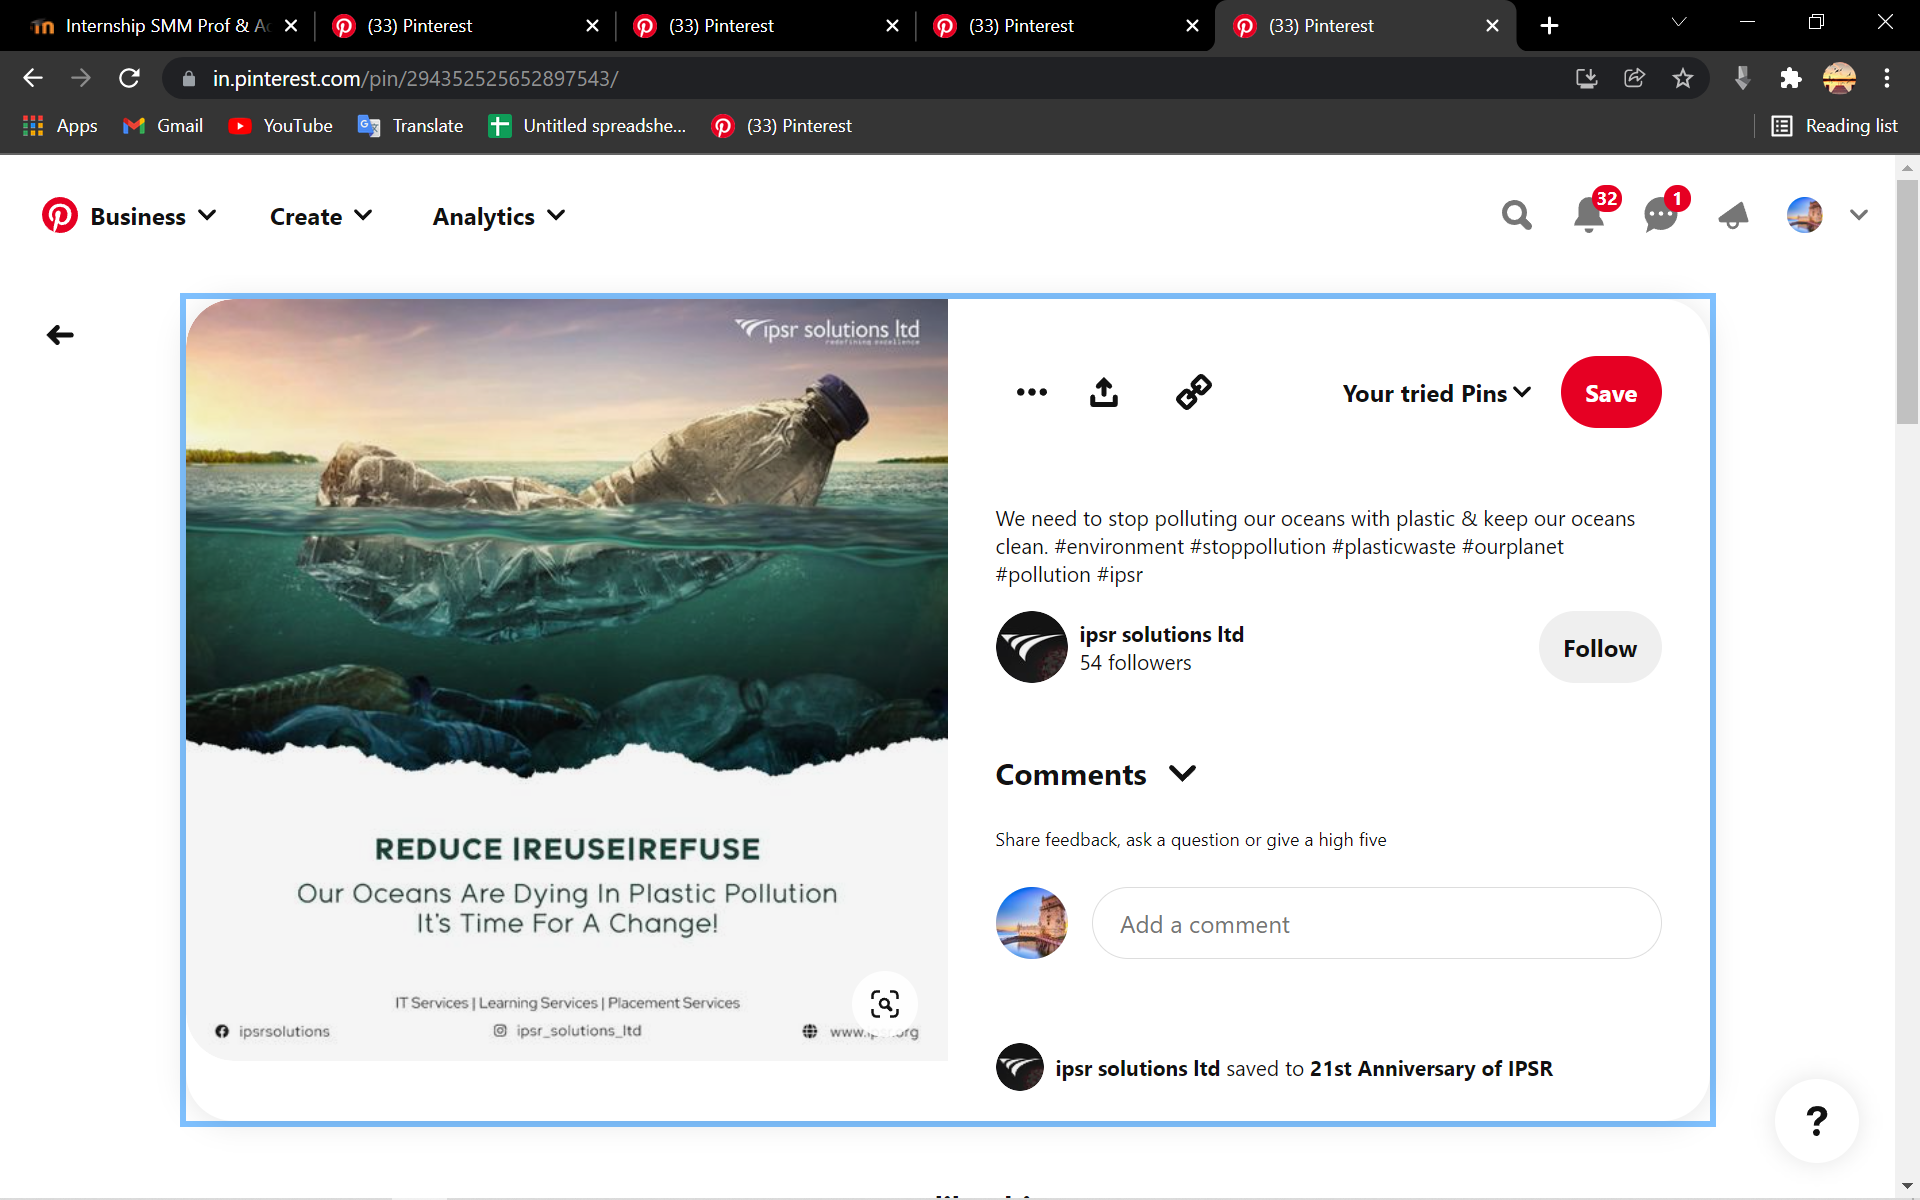 Internship SMM Prof & Ac
(33) Pinterest
(33) Pinterest
(33) Pinterest
(33) Pinterest
in.pinterest.com/pin/294352525652897543/
Apps
Gmail
YouTube
Translate
Untitled spreadshe...
(33) Pinterest
Reading list
Business
Create
Analytics
32
1
ipsr solutions ltd
redefining excellence
Your tried Pins
Save
We need to stop polluting our oceans with plastic & keep our oceans
clean. #environment #stoppollution #plasticwaste #ourplanet
#pollution #ipsr
ipsr solutions ltd
54 followers
Follow
Comments
Share feedback, ask a question or give a high five
Add a comment
ipsr solutions ltd saved to 21st Anniversary of IPSR
REDUCE |REUSE|REFUSE
Our Oceans Are Dying In Plastic Pollution
It's Time For A Change!
IT Services | Learning Services | Placement Services
ipsrsolutions
ipsr_solutions_ltd
?